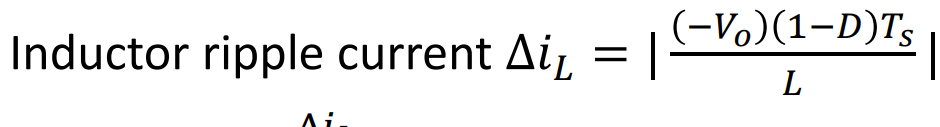 Inductor ripple current Δi_L = |(−V_o)(1−D)T_s / L|